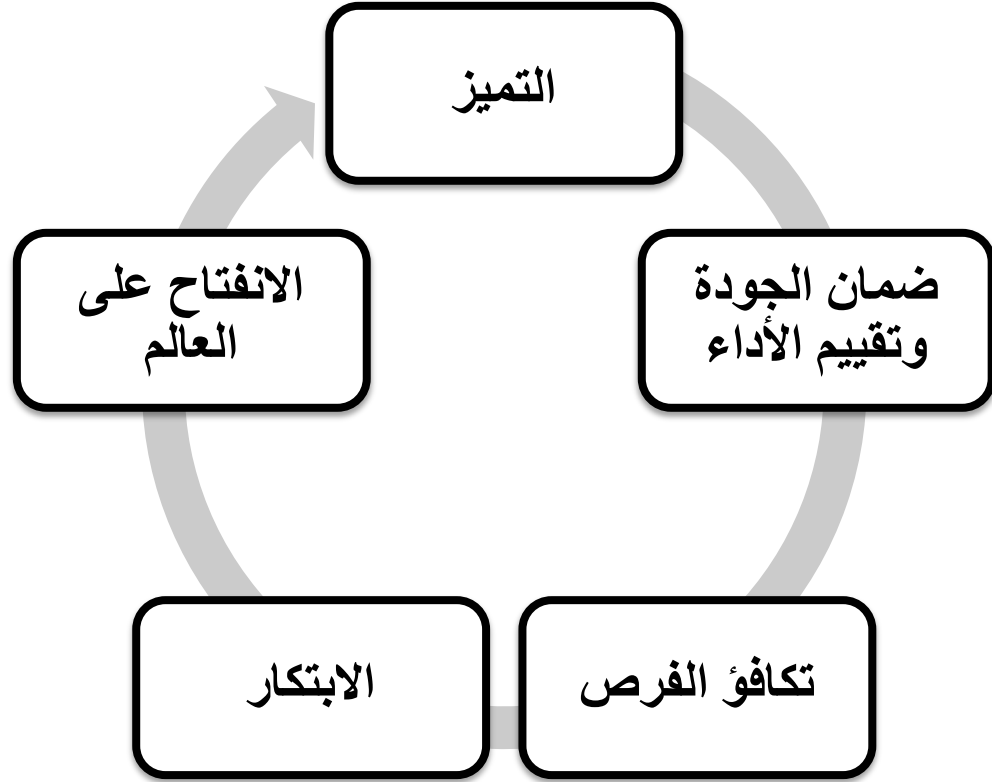 التميز
ضمان الجودة
وتقييم الأداء
تكافؤ الفرص
الابتكار
الانفتاح على
العالم